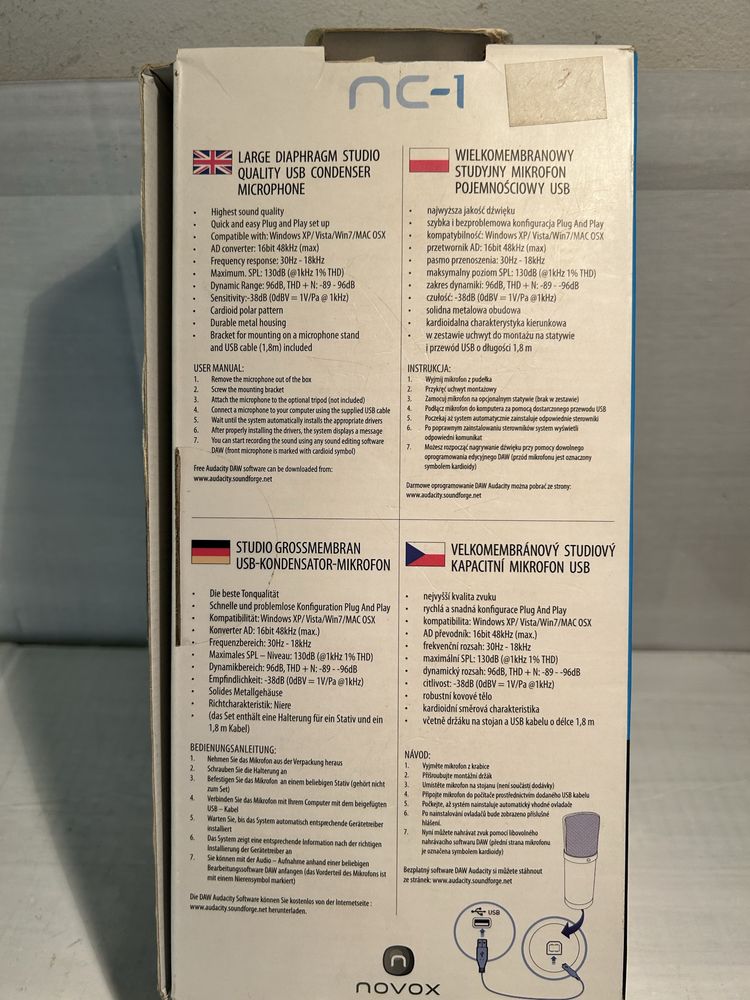 nc-1
LARGE DIAPHRAGM STUDIO
QUALITY USB CONDENSER
MICROPHONE
• Highest sound quality
• Quick and easy Plug and Play set up
• Compatible with: Windows XP/ Vista/Win7/MAC OSX
• AD converter: 16bit 48kHz (max)
• Frequency response: 30Hz - 18kHz
• Maximum. SPL: 130dB (@1kHz 1% THD)
• Dynamic Range: 96dB, THD + N: -89 - -96dB
• Sensitivity:-38dB (0dBV = 1V/Pa @ 1kHz)
• Cardioid polar pattern
• Durable metal housing
• Bracket for mounting on a microphone stand
and USB cable (1,8m) included
USER MANUAL:
1. Remove the microphone out of the box
2. Screw the mounting bracket
3. Attach the microphone to the optional tripod (not included)
4. Connect a microphone to your computer using the supplied USB cable
5. Wait until the system automatically installs the appropriate drivers
6. After properly installing the drivers, the system displays a message
7. You can start recording the sound using any sound editing software
DAW (front microphone is marked with cardioid symbol)
Free Audacity DAW software can be downloaded from:
www.audacity.soundforge.net
WIELKOMEMBRANOWY
STUDYJNY MIKROFON
POJEMNOŚCIOWY USB
• najwyższa jakość dźwięku
• szybka i bezproblemowa konfiguracja Plug And Play
• kompatybilność: Windows XP/ Vista/Win7/MAC OSX
• przetwornik AD: 16bit 48kHz (max)
• pasmo przenoszenia: 30Hz - 18kHz
• maksymalny poziom SPL: 130dB (@1kHz 1% THD)
• zakres dynamiki: 96dB, THD + N: -89 - -96dB
• czułość: -38dB (0dBV = 1V/Pa @1kHz)
• solidna metalowa obudowa
• kardioidalna charakterystyka kierunkowa
• w zestawie uchwyt do montażu na statywie
i przewód USB o długości 1,8 m
INSTRUKCJA:
1. Wyjmij mikrofon z pudełka
2. Przykręć uchwyt montażowy
3. Zamocuj mikrofon na opcjonalnym statywie (brak w zestawie)
4. Podłącz mikrofon do komputera za pomocą dostarczonego przewodu USB
5. Poczekaj aż system automatycznie zainstaluje odpowiednie sterowniki
6. Po poprawnym zainstalowaniu sterowników system wyświetli
odpowiedni komunikat
7. Możesz rozpocząć nagrywanie dźwięku przy pomocy dowolnego
oprogramowania edycyjnego DAW (przód mikrofonu jest oznaczony
symbolem kardioidy)
Darmowe oprogramowanie DAW Audacity można pobrać ze strony:
www.audacity.soundforge.net
STUDIO GROSSMEMBRAN
USB-KONDENSATOR-MIKROFON
• Die beste Tonqualität
• Schnelle und problemlose Konfiguration Plug And Play
• Kompatibilität: Windows XP/ Vista/Win7/MAC OSX
• Konverter AD: 16bit 48kHz (max.)
• Frequenzbereich: 30Hz - 18kHz
• Maximales SPL – Niveau: 130dB (@1kHz 1% THD)
• Dynamikbereich: 96dB, THD + N: -89 - -96dB
• Empfindlichkeit: -38dB (0dBV = 1V/Pa @1kHz)
• Solides Metallgehäuse
• Richtcharakteristik: Niere
• (das Set enthält eine Halterung für ein Stativ und ein
1,8 m Kabel)
BEDIENUNGSANLEITUNG:
1. Nehmen Sie das Mikrofon aus der Verpackung heraus
2. Schrauben Sie die Halterung an
3. Befestigen Sie das Mikrofon an einem beliebigen Stativ (gehört nicht
zum Set)
4. Verbinden Sie das Mikrofon mit Ihrem Computer mit dem beigefügten
USB – Kabel
5. Warten Sie, bis das System automatisch entsprechende Gerätetreiber
installiert
6. Das System zeigt eine entsprechende Information nach der richtigen
Installierung der Gerätetreiber an
7. Sie können mit der Audio – Aufnahme anhand einer beliebigen
Bearbeitungssoftware DAW anfangen (das Vorderteil des Mikrofons ist
mit einem Nierensymbol markiert)
Die DAW Audacity Software können Sie kostenlos von der Internetseite :
www.audacity.soundforge.net herunterladen.
VELKOMEMBRÁNOVÝ STUDIOVÝ
KAPACITNÍ MIKROFON USB
• nejvyšší kvalita zvuku
• rychlá a snadná konfigurace Plug And Play
• kompatibilita: Windows XP/ Vista/Win7/MAC OSX
• AD převodník: 16bit 48kHz (max.)
• frekvenční rozsah: 30Hz - 18kHz
• maximální SPL: 130dB (@1kHz 1% THD)
• dynamický rozsah: 96dB, THD + N: -89 - -96dB
• citlivost: -38dB (0dBV = 1V/Pa @1kHz)
• robustní kovové tělo
• kardioidní směrová charakteristika
• včetně držáku na stojan a USB kabelu o délce 1,8 m
NÁVOD:
1. Vyjměte mikrofon z krabice
2. Přišroubujte montážní držák
3. Umístěte mikrofon na stojanu (není součástí dodávky)
4. Připojte mikrofon do počítače prostřednictvím dodaného USB kabelu
5. Počkejte, až systém nainstaluje automatický vhodné ovladače
6. Po nainstalování ovladačů bude zobrazeno příslušné
hlášení.
7. Nyní můžete nahrávat zvuk pomocí libovolného
nahrávacího softwaru DAW (přední strana mikrofonu
je označena symbolem kardioidy)
Bezplatný software DAW Audacity si můžete stáhnout
ze stránek: www.audacity.soundforge.net
USB
n
novox